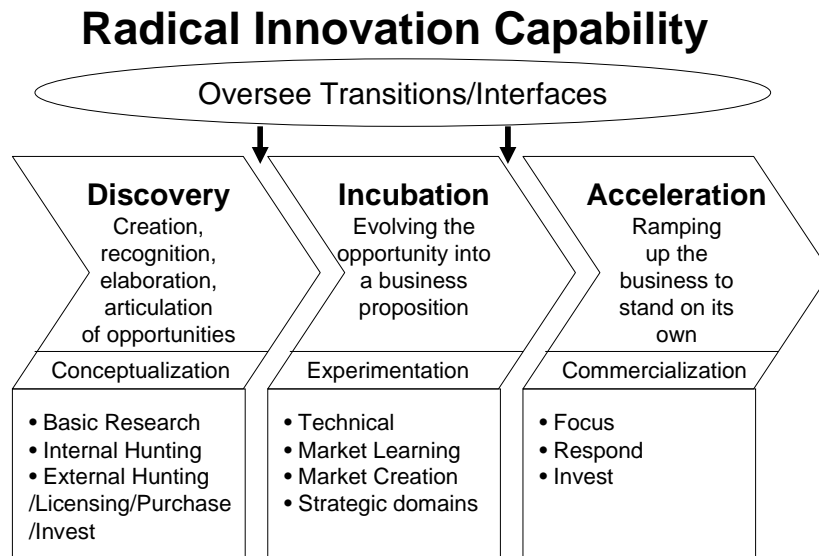 Radical Innovation Capability
Oversee Transitions/Interfaces
Discovery
Creation,
recognition,
elaboration,
articulation
of opportunities
Conceptualization
• Basic Research
• Internal Hunting
• External Hunting
/Licensing/Purchase
/Invest
Incubation
Evolving the
opportunity into
a business
proposition
Experimentation
• Technical
• Market Learning
• Market Creation
• Strategic domains
Acceleration
Ramping
up the
business to
stand on its
own
Commercialization
• Focus
• Respond
• Invest